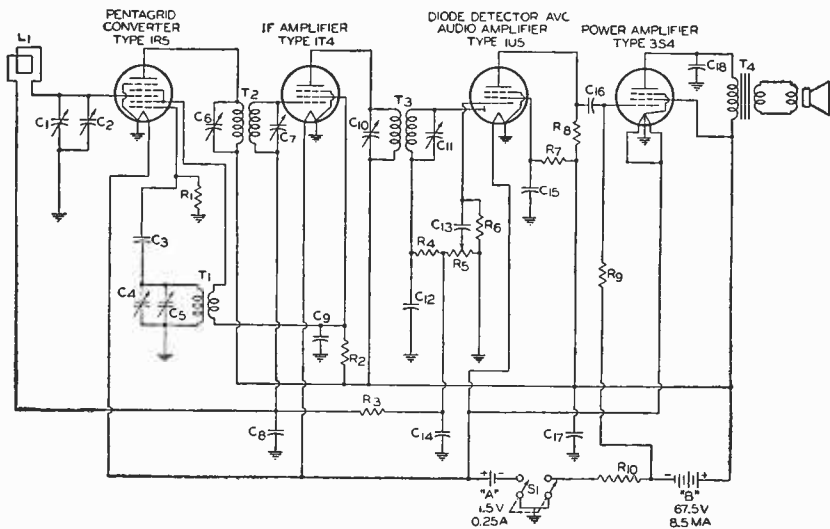 PENTAGRID
CONVERTER
TYPE 1R5
IF AMPLIFIER
TYPE 1T4
DIODE DETECTOR AVC
AUDIO AMPLIFIER
TYPE 1U5
POWER AMPLIFIER
TYPE 3S4
L1
C1
C2
C6
T2
C7
C10
T3
C11
R8
C16
C18
T4
R1
R7
C15
C3
C13
R6
R4
R5
R9
C4
C5
T1
C9
R2
C12
R3
C8
C14
C17
+ -
"A"
1.5V
0.25A
S1
R10
- +
"B"
67.5V
8.5MA